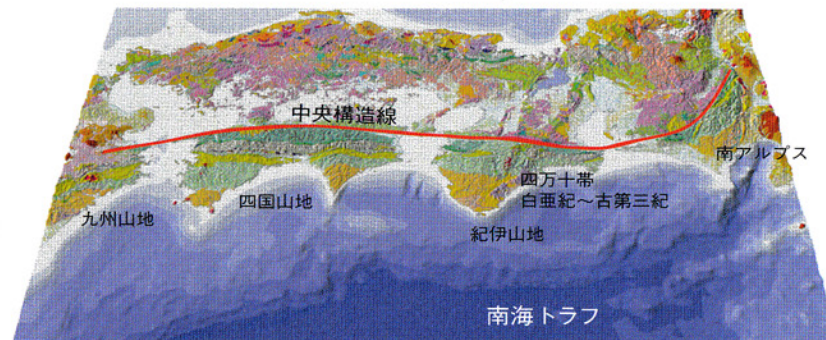 中央構造線
南アルプス
四万十帯
白亜紀〜古第三紀
四国山地
九州山地
紀伊山地
南海トラフ